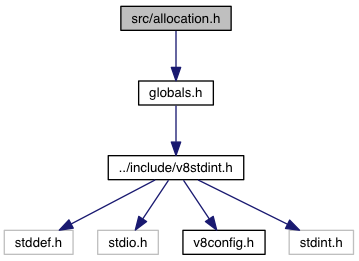 src/allocation.h
globals.h
../include/v8stdint.h
stddef.h
stdio.h
v8config.h
stdint.h